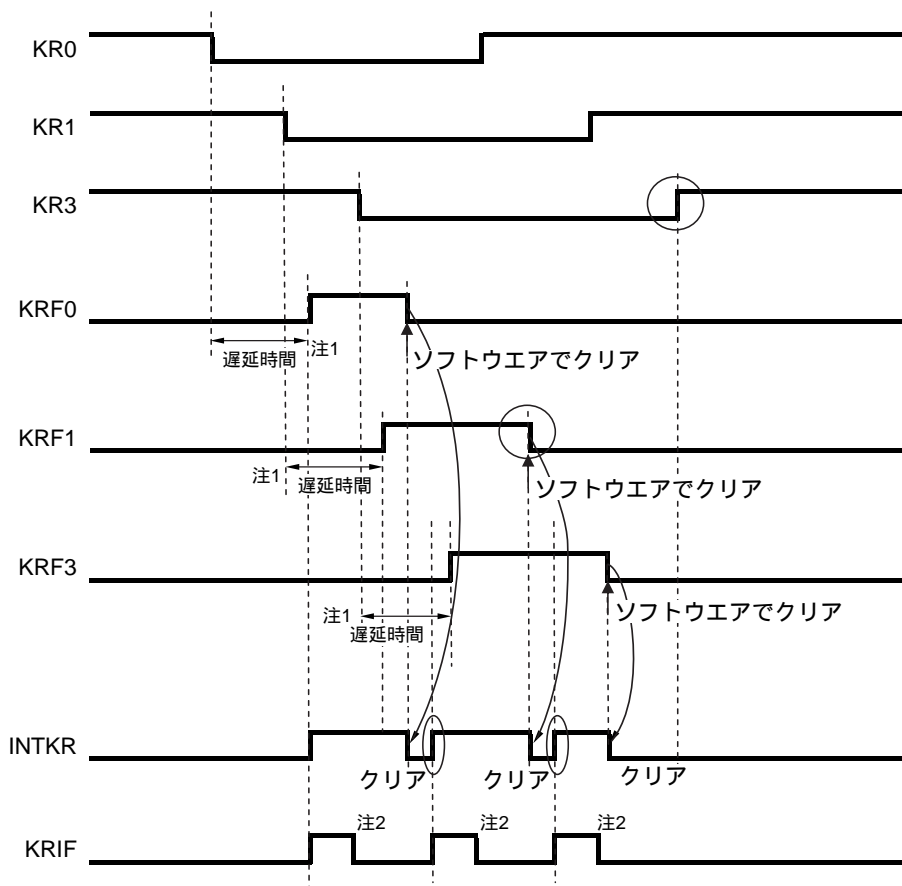 KR0
KR1
KR3
KRF0
遅延時間
注1
ソフトウエアでクリア
KRF1
注1
遅延時間
ソフトウエアでクリア
KRF3
注1
遅延時間
ソフトウエアでクリア
INTKR
クリア
クリア
クリア
KRIF
注2
注2
注2